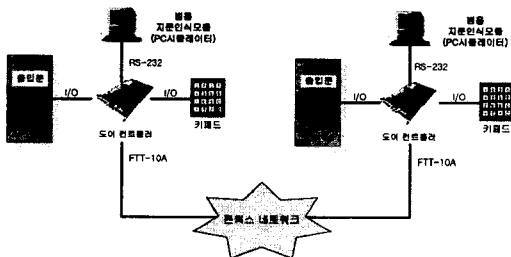 범용
지문인식모듈
(PC시뮬레이터)
RS-232
출입문
I/O
I/O
도어 컨트롤러
키패드
FTT-10A
범용
지문인식모듈
(PC시뮬레이터)
RS-232
출입문
I/O
I/O
도어 컨트롤러
키패드
FTT-10A
론웍스 네트워크